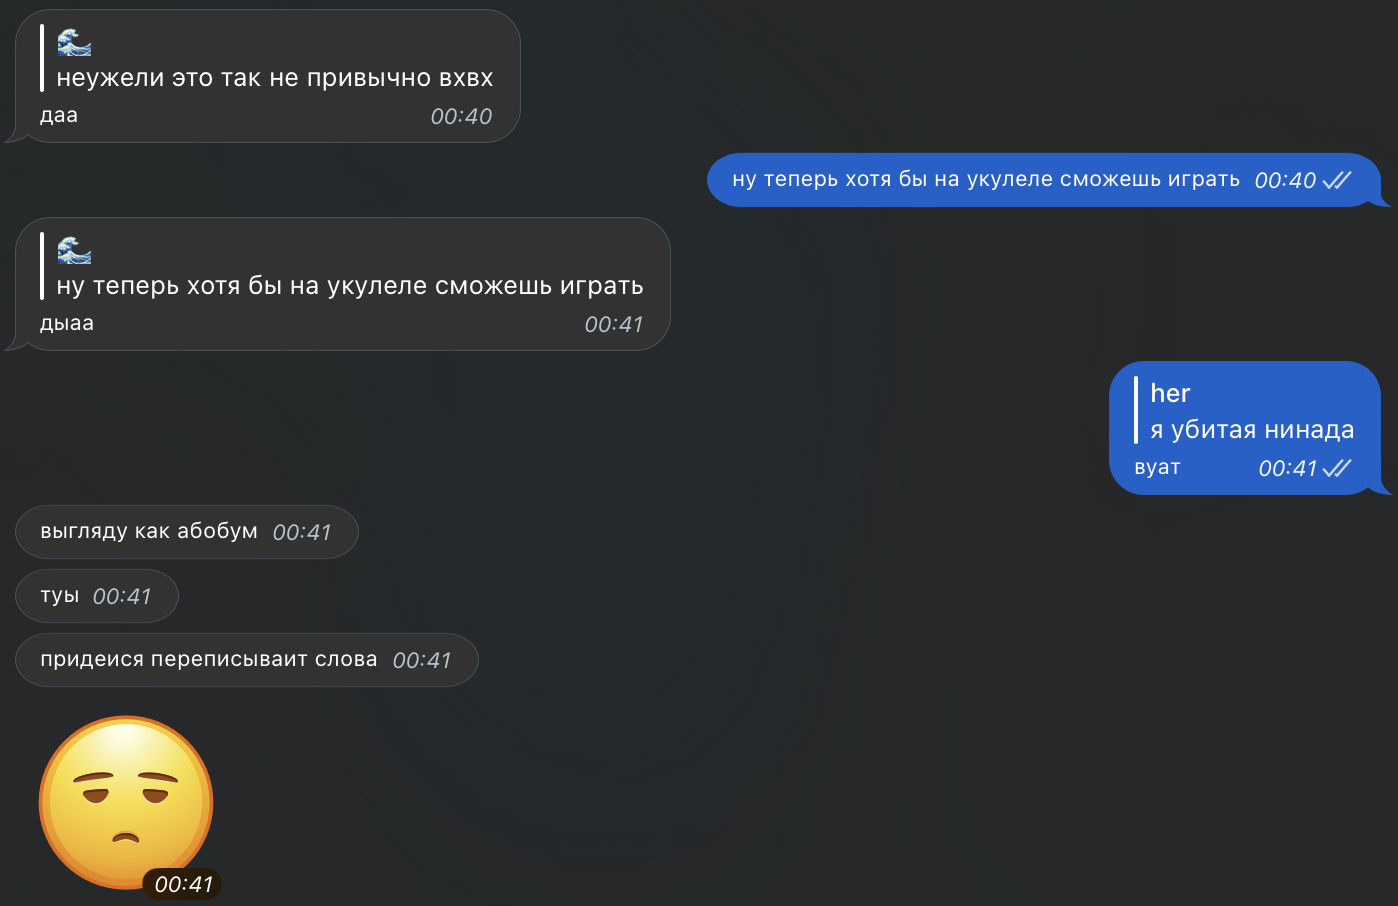 🌊
неужели это так не привычно вхвх
даа 00:40
ну теперь хотя бы на укулеле сможешь играть 00:40
🌊
ну теперь хотя бы на укулеле сможешь играть
дыаа 00:41
her
я убитая нинада
вуат 00:41
выгляду как абобум 00:41
туы 00:41
придеися переписываит слова 00:41
00:41